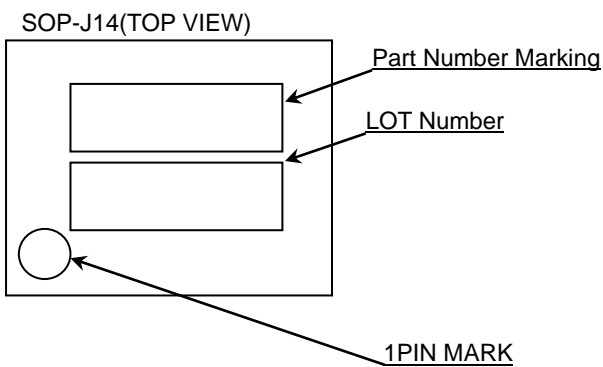 SOP-J14(TOP VIEW)
Part Number Marking
LOT Number
1PIN MARK